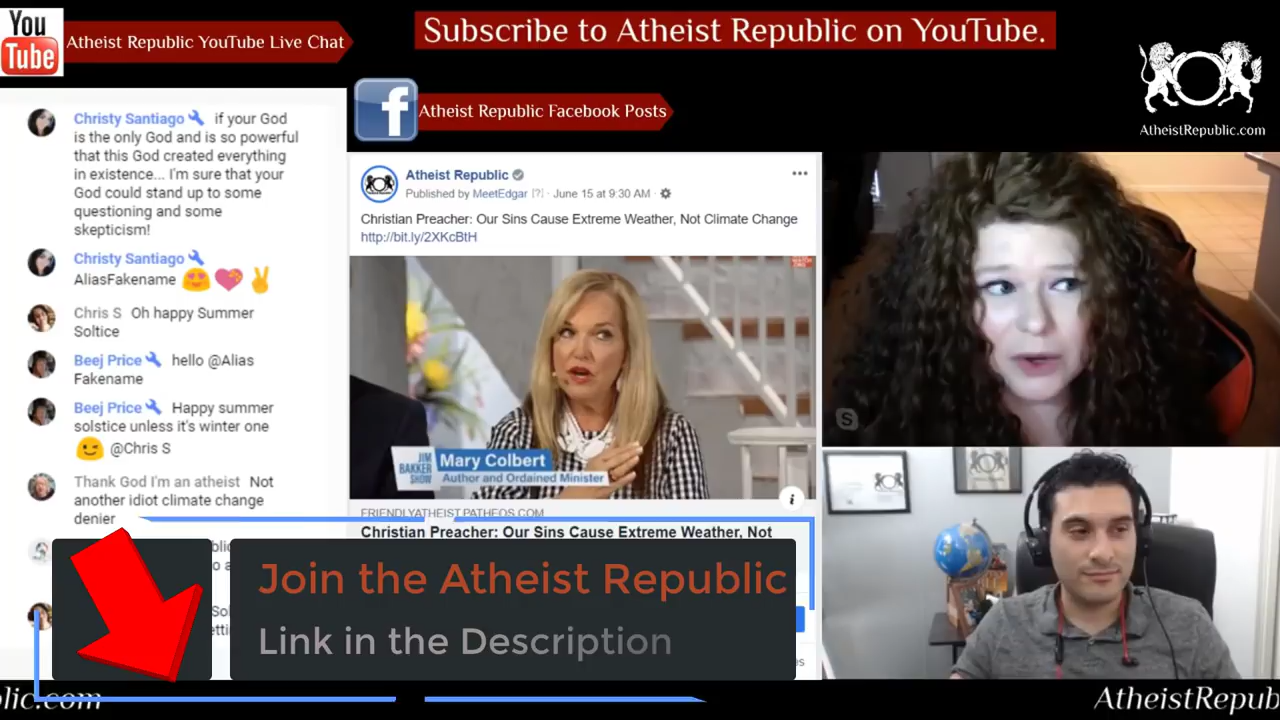 You
Tube
Atheist Republic YouTube Live Chat
Subscribe to Atheist Republic on YouTube.
AtheistRepublic.com
f
Atheist Republic Facebook Posts
Christy Santiago if your God
is the only God and is so powerful
that this God created everything
in existence... I'm sure that your
God could stand up to some
questioning and some
skepticism!
Christy Santiago
AliasFakename
Chris S Oh happy Summer
Soltice
Beej Price hello @Alias
Fakename
Beej Price Happy summer
solstice unless it's winter one
@Chris S
Thank God I'm an atheist Not
another idiot climate change
denier
Atheist Republic
Published by MeetEdgar [?] · June 15 at 9:30 AM ·
Christian Preacher: Our Sins Cause Extreme Weather, Not Climate Change
http://bit.ly/2XKcBtH
JIM
BAKKER
SHOW
Mary Colbert
Author and Ordained Minister
i
FRIENDLYATHEIST.PATHEOS.COM
Christian Preacher: Our Sins Cause Extreme Weather, Not
Join the Atheist Republic
Link in the Description
blic.com
AtheistRepub